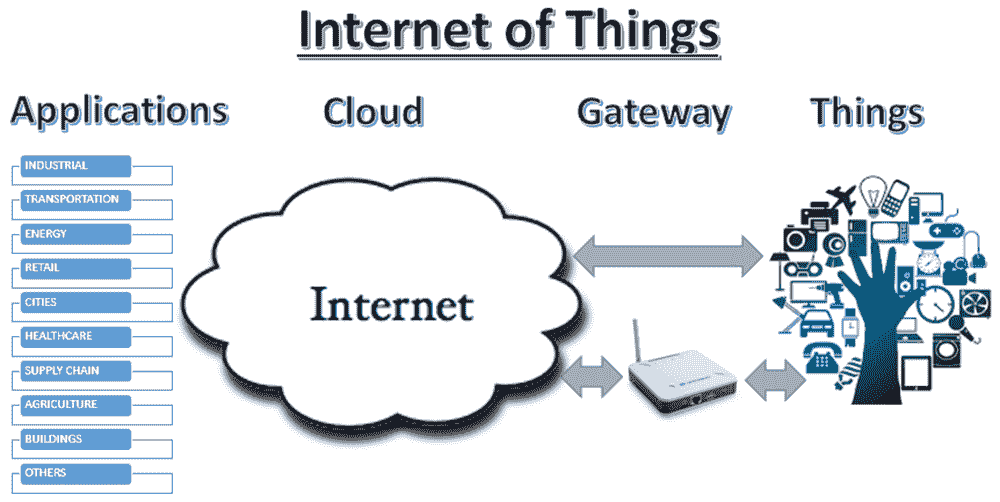 Internet of Things
Applications
Cloud
Gateway
Things
INDUSTRIAL
TRANSPORTATION
ENERGY
RETAIL
CITIES
HEALTHCARE
SUPPLY CHAIN
AGRICULTURE
BUILDINGS
OTHERS
Internet